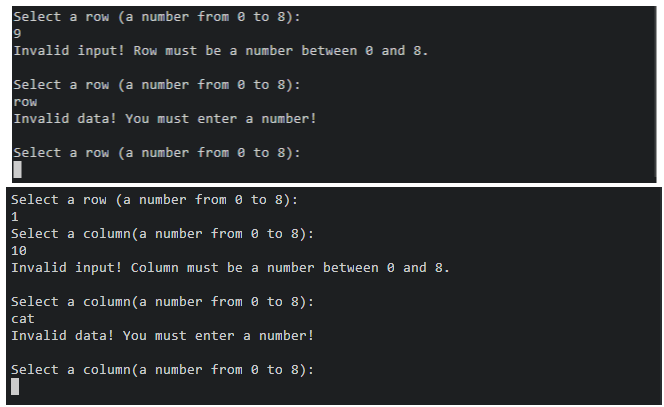 Select a row (a number from 0 to 8):
9
Invalid input! Row must be a number between 0 and 8.
Select a row (a number from 0 to 8):
row
Invalid data! You must enter a number!
Select a row (a number from 0 to 8):
Select a row (a number from 0 to 8):
1
Select a column(a number from 0 to 8):
10
Invalid input! Column must be a number between 0 and 8.
Select a column(a number from 0 to 8):
cat
Invalid data! You must enter a number!
Select a column(a number from 0 to 8):